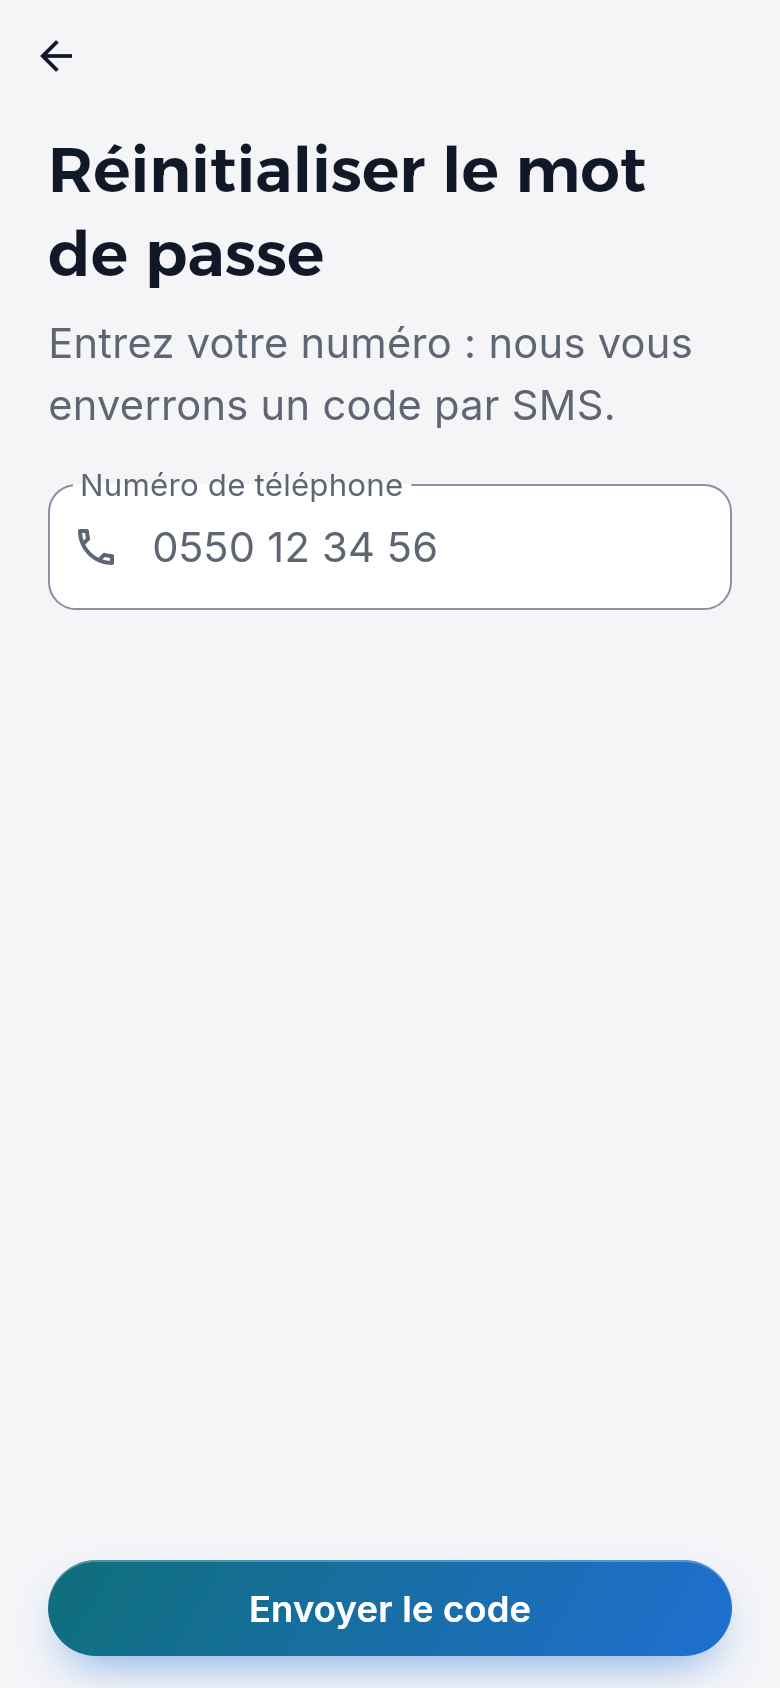 Réinitialiser le mot
de passe
Entrez votre numéro : nous vous
enverrons un code par SMS.
Numéro de téléphone
0550 12 34 56
Envoyer le code